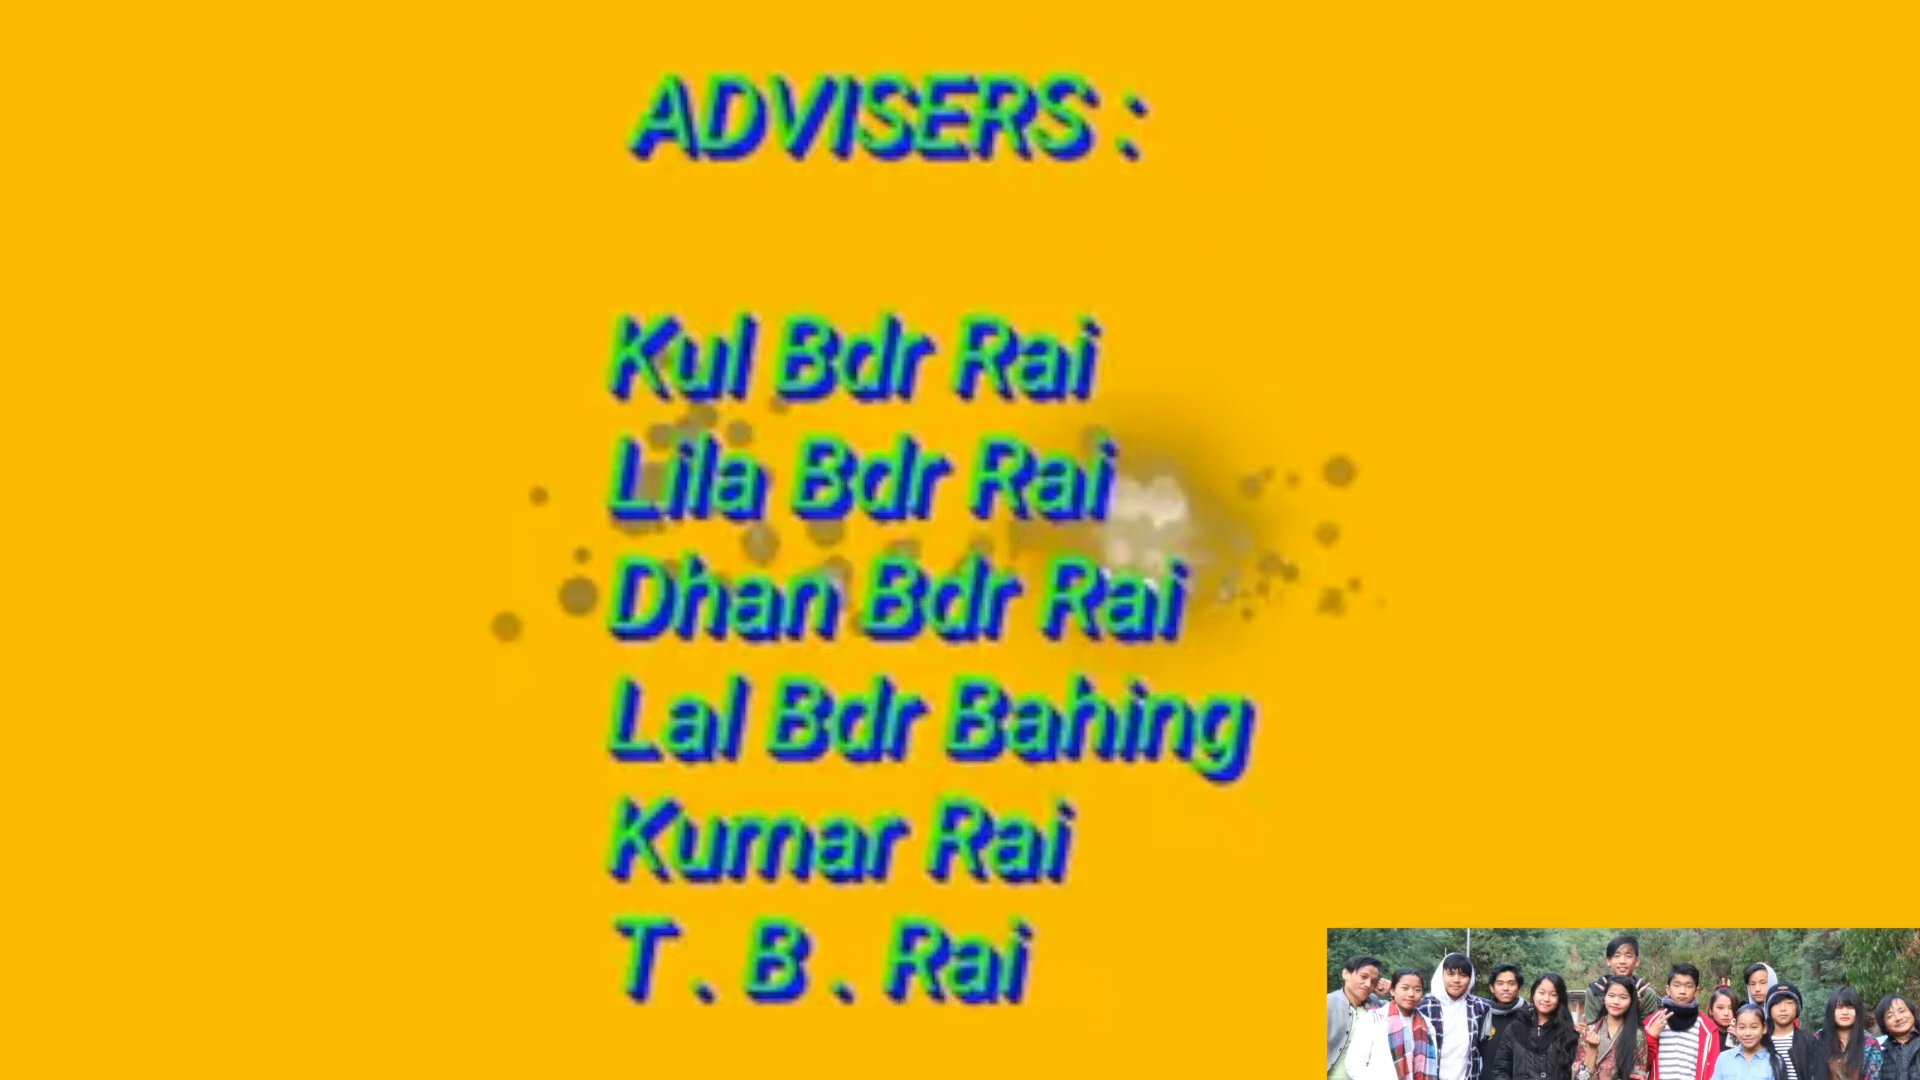 ADVISERS :
Kul Bdr Rai
Lila Bdr Rai
Dhan Bdr Rai
Lal Bdr Bahing
Kumar Rai
T . B . Rai